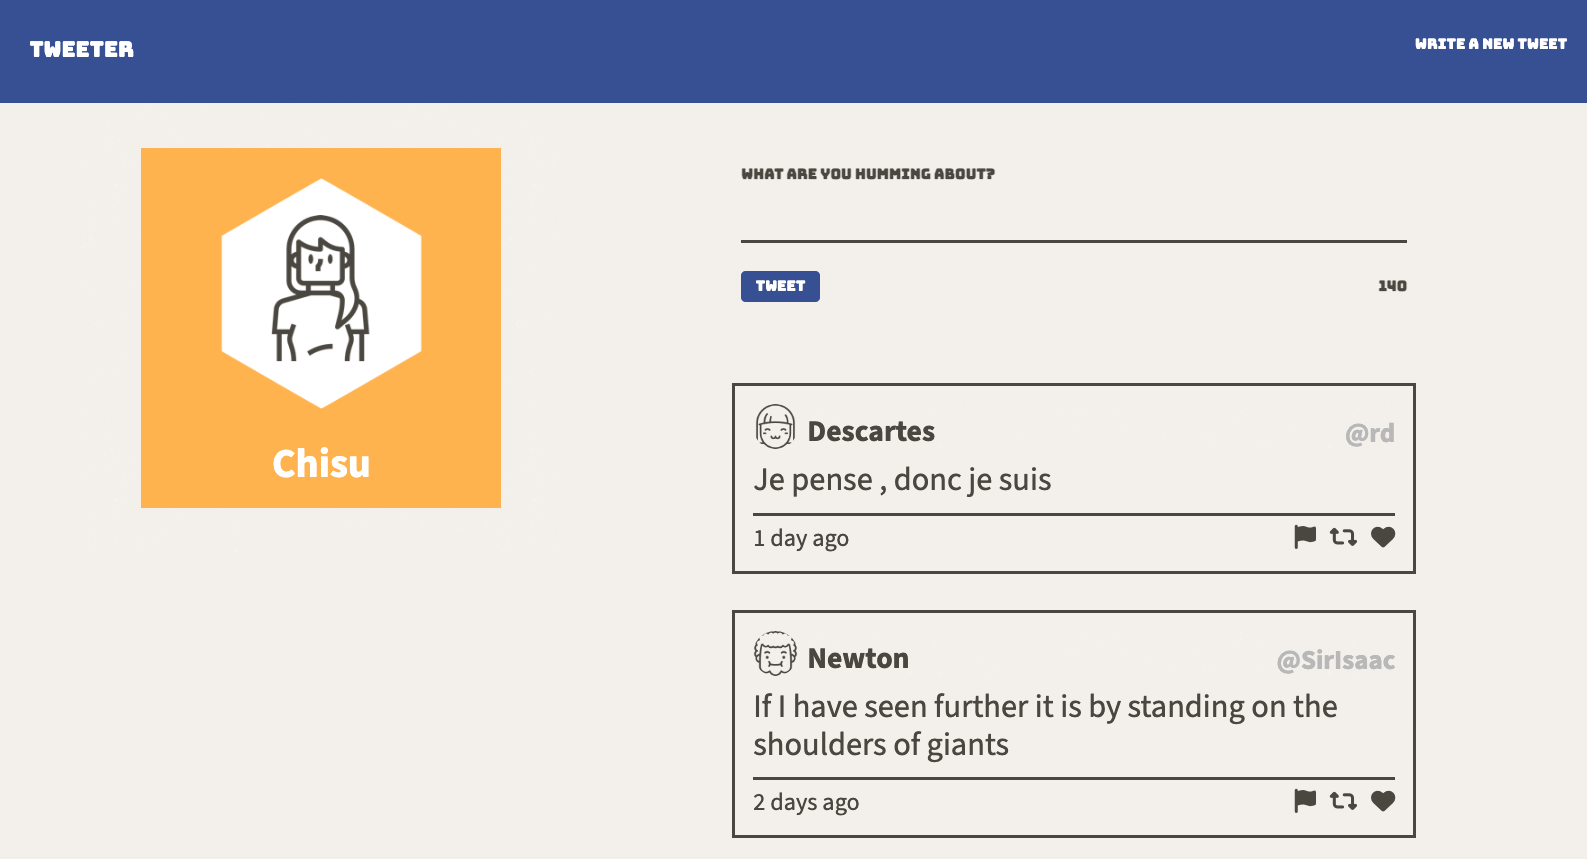 TWEETER
WRITE A NEW TWEET
Chisu
WHAT ARE YOU HUMMING ABOUT?
TWEET
140
Descartes
@rd
Je pense , donc je suis
1 day ago
Newton
@SirIsaac
If I have seen further it is by standing on the
shoulders of giants
2 days ago